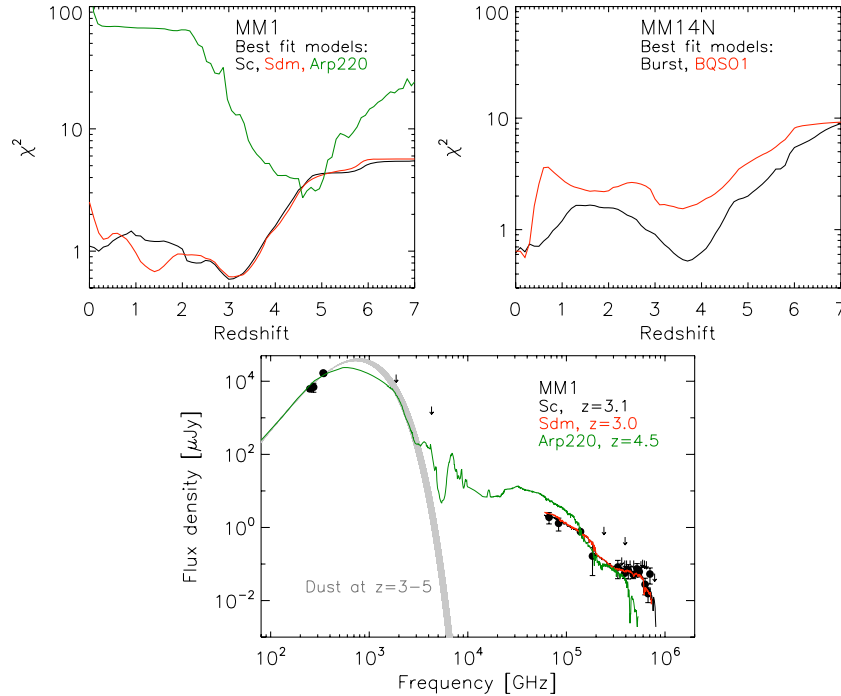 MM1
Best fit models:
Sc, Sdm, Arp220
100
10
1
χ²
0 1 2 3 4 5 6 7
Redshift
MM14N
Best fit models:
Burst, BQSO1
100
10
1
χ²
0 1 2 3 4 5 6 7
Redshift
MM1
Sc, z=3.1
Sdm, z=3.0
Arp220, z=4.5
Dust at z=3−5
10⁴
10²
10⁰
10⁻²
Flux density [μJy]
10² 10³ 10⁴ 10⁵ 10⁶
Frequency [GHz]